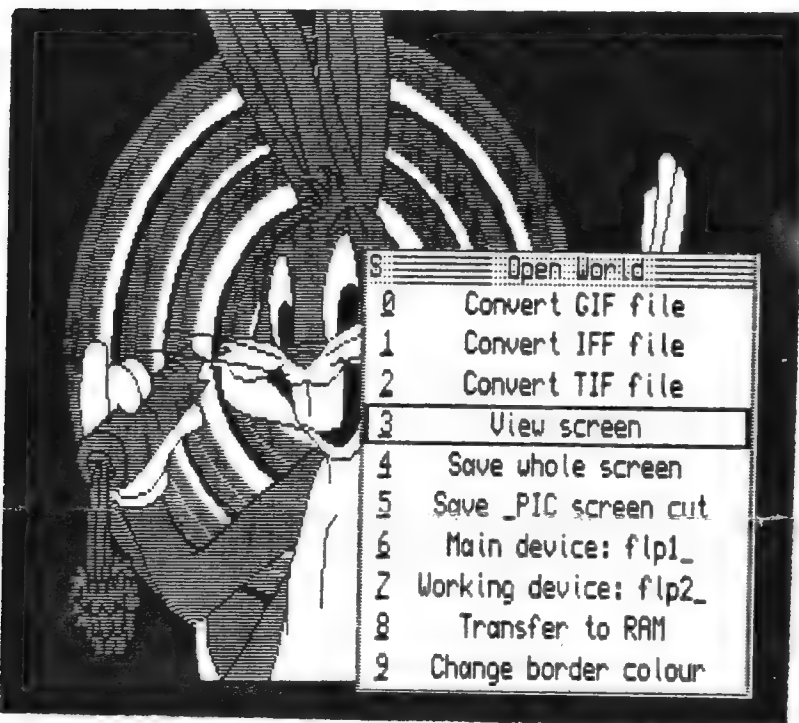 S Open World
0 Convert GIF file
1 Convert IFF file
2 Convert TIF file
3 View screen
4 Save whole screen
5 Save _PIC screen cut
6 Main device: flp1_
7 Working device: flp2_
8 Transfer to RAM
9 Change border colour